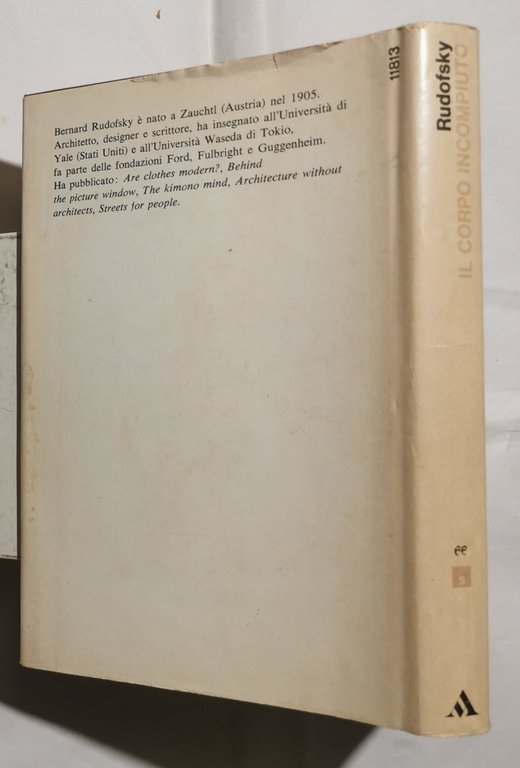 Bernard Rudofsky è nato a Zauchtl (Austria) nel 1905.
Architetto, designer e scrittore, ha insegnato all'Università di
Yale (Stati Uniti) e all'Università Waseda di Tokio,
fa parte delle fondazioni Ford, Fulbright e Guggenheim.
Ha pubblicato: Are clothes modern?, Behind
the picture window, The kimono mind, Architecture without
architects, Streets for people.
11813
Rudofsky
IL CORPO INCOMPIUTO